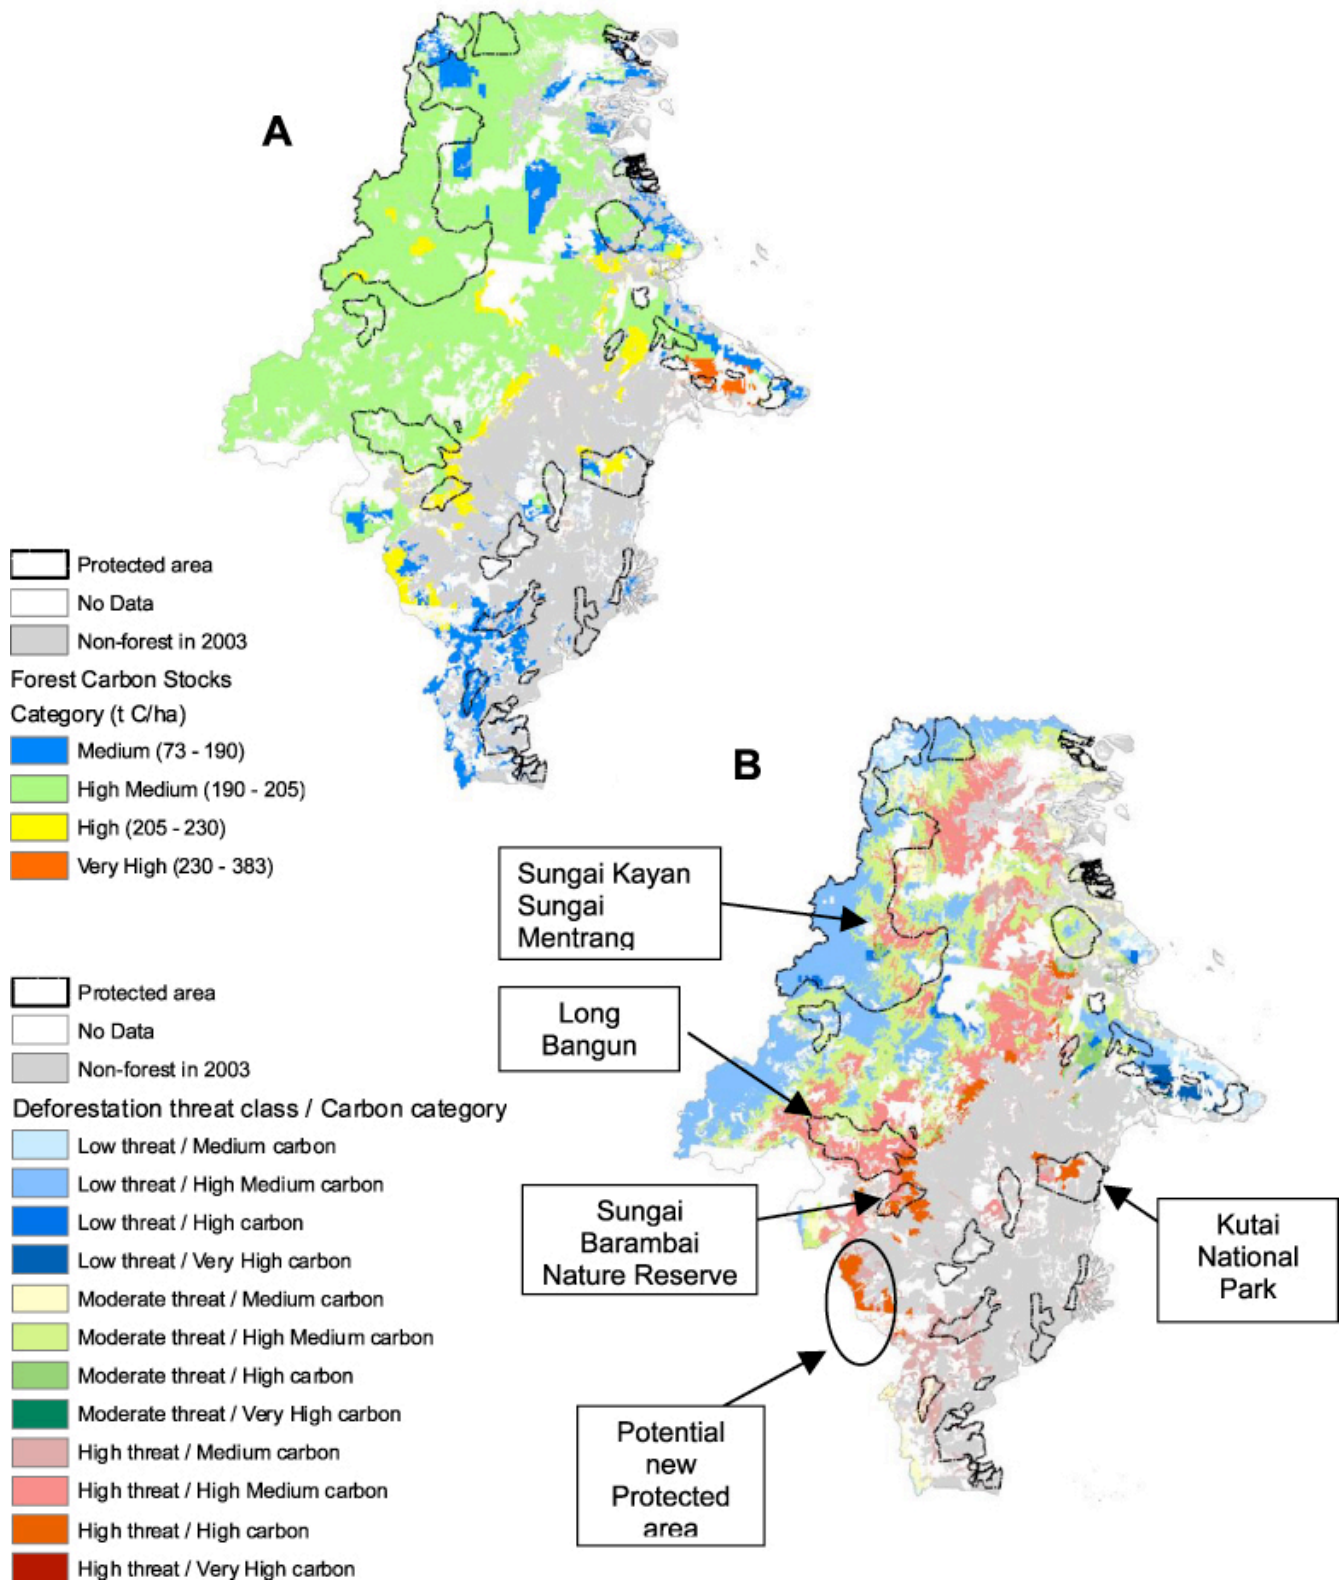 A
Protected area
No Data
Non-forest in 2003
Forest Carbon Stocks
Category (t C/ha)
Medium (73 - 190)
High Medium (190 - 205)
High (205 - 230)
Very High (230 - 383)
B
Sungai Kayan
Sungai
Mentrang
Long
Bangun
Sungai
Barambai
Nature Reserve
Kutai
National
Park
Potential
new
Protected
area
Protected area
No Data
Non-forest in 2003
Deforestation threat class / Carbon category
Low threat / Medium carbon
Low threat / High Medium carbon
Low threat / High carbon
Low threat / Very High carbon
Moderate threat / Medium carbon
Moderate threat / High Medium carbon
Moderate threat / High carbon
Moderate threat / Very High carbon
High threat / Medium carbon
High threat / High Medium carbon
High threat / High carbon
High threat / Very High carbon